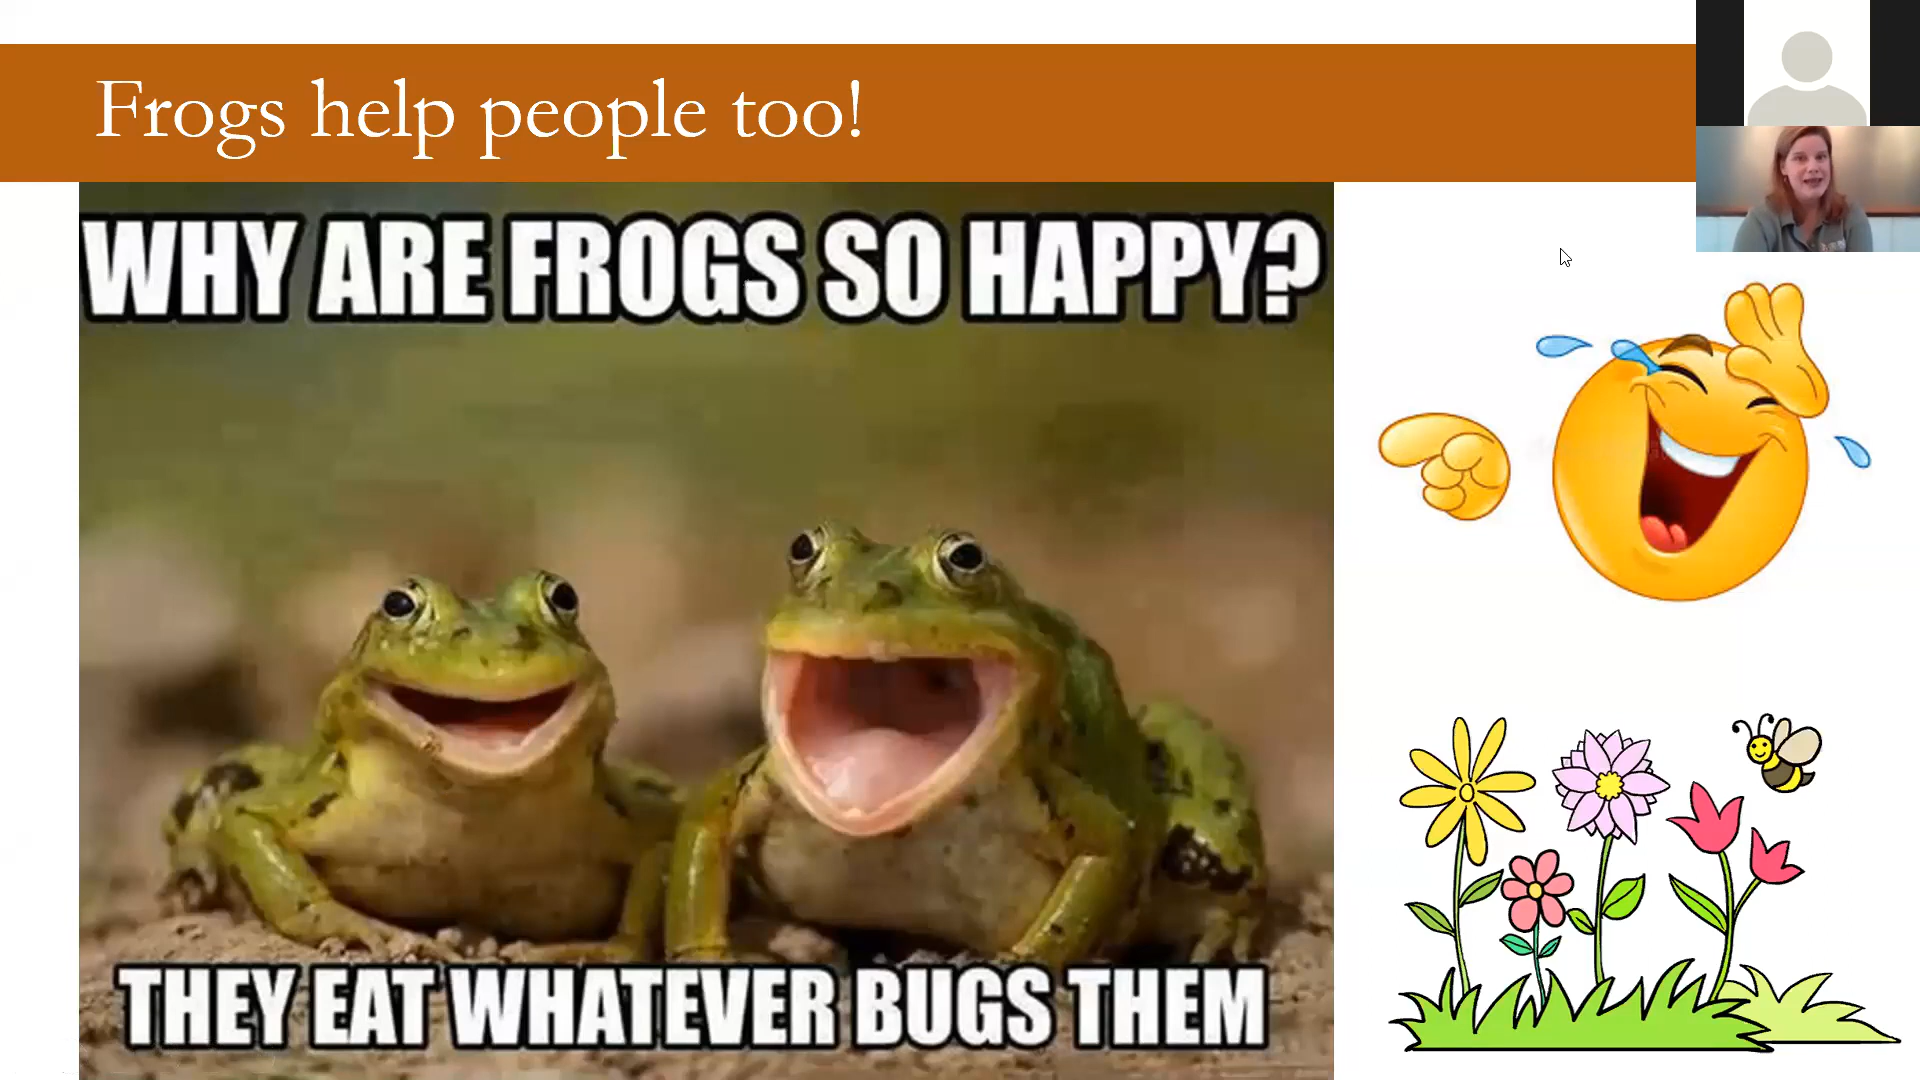 Frogs help people too!
WHY ARE FROGS SO HAPPY?
THEY EAT WHATEVER BUGS THEM